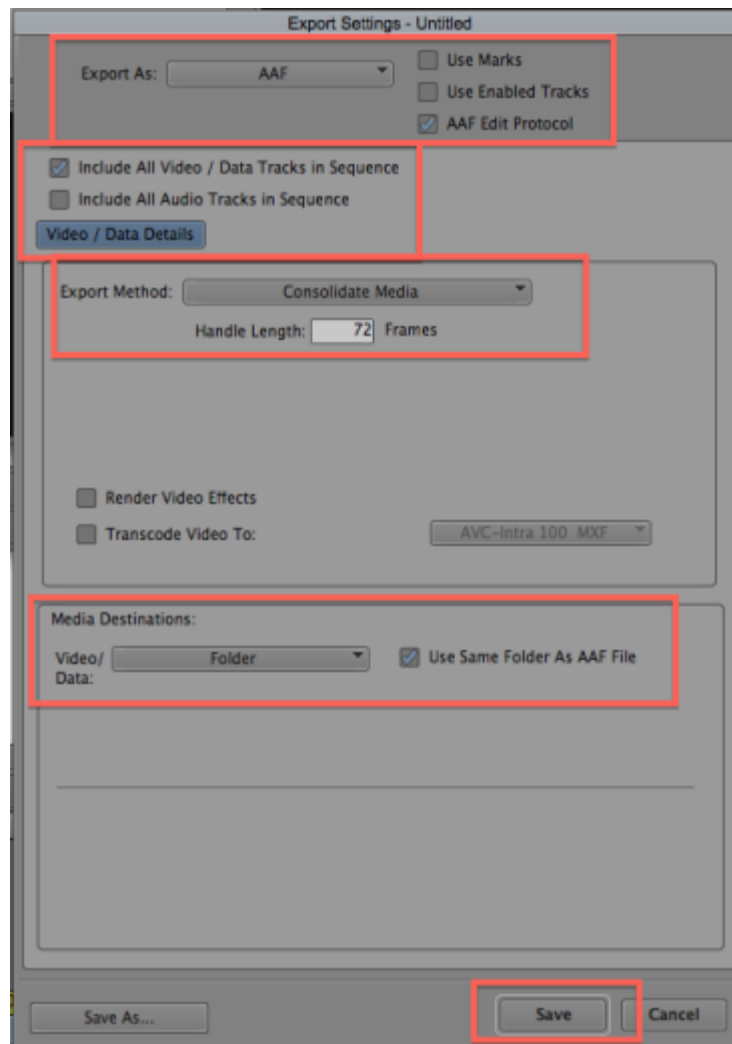 Export Settings - Untitled
Export As: AAF
Use Marks
Use Enabled Tracks
AAF Edit Protocol
Include All Video / Data Tracks in Sequence
Include All Audio Tracks in Sequence
Video / Data Details
Export Method: Consolidate Media
Handle Length: 72 Frames
Render Video Effects
Transcode Video To: AVC-Intra 100 MXF
Media Destinations:
Video/ Folder Use Same Folder As AAF File
Data:
Save As... Save Cancel